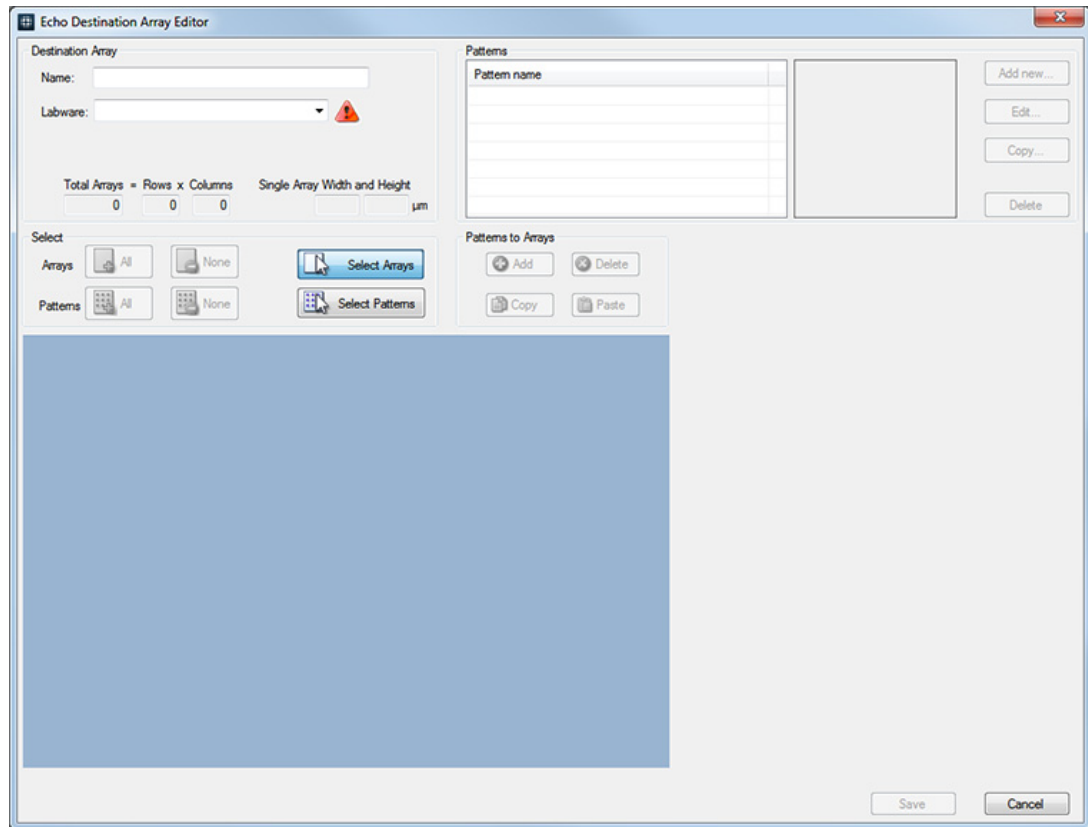 Echo Destination Array Editor
Destination Array
Name:
Labware:
Total Arrays = Rows x Columns Single Array Width and Height
0 0 0 µm
Patterns
Pattern name
Add new...
Edit...
Copy...
Delete
Select
Arrays All None Select Arrays
Patterns All None Select Patterns
Patterns to Arrays
Add Delete
Copy Paste
Save Cancel